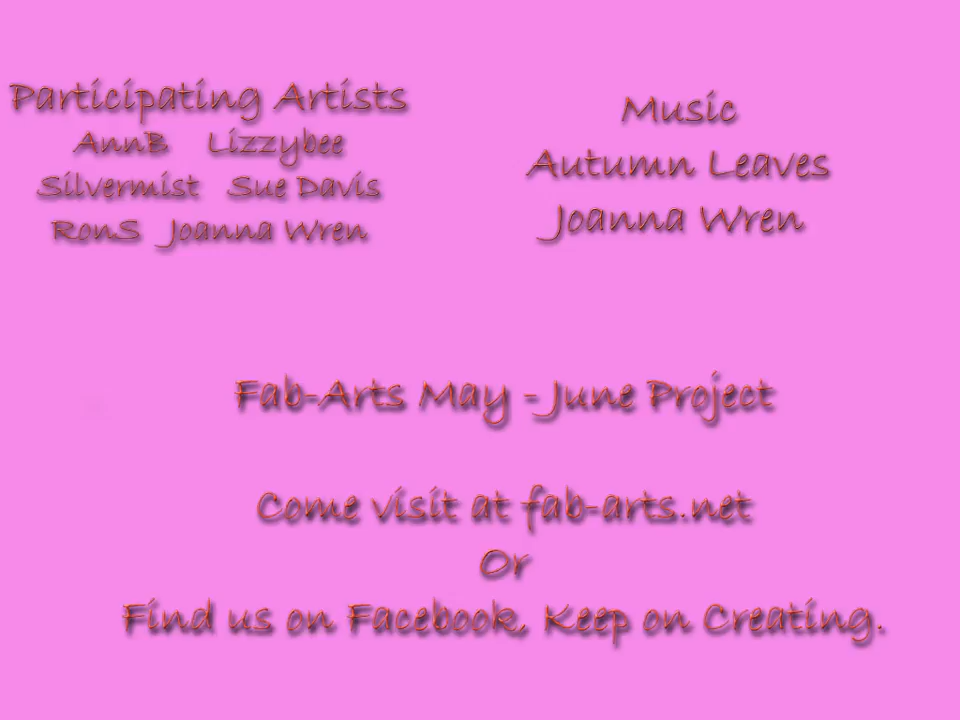 Participating Artists
AnnB Lizzybee
Silvermist Sue Davis
RonS Joanna Wren
Music
Autumn Leaves
Joanna Wren
Fab-Arts May - June Project
Come visit at fab-arts.net
Or
Find us on Facebook, Keep on Creating.